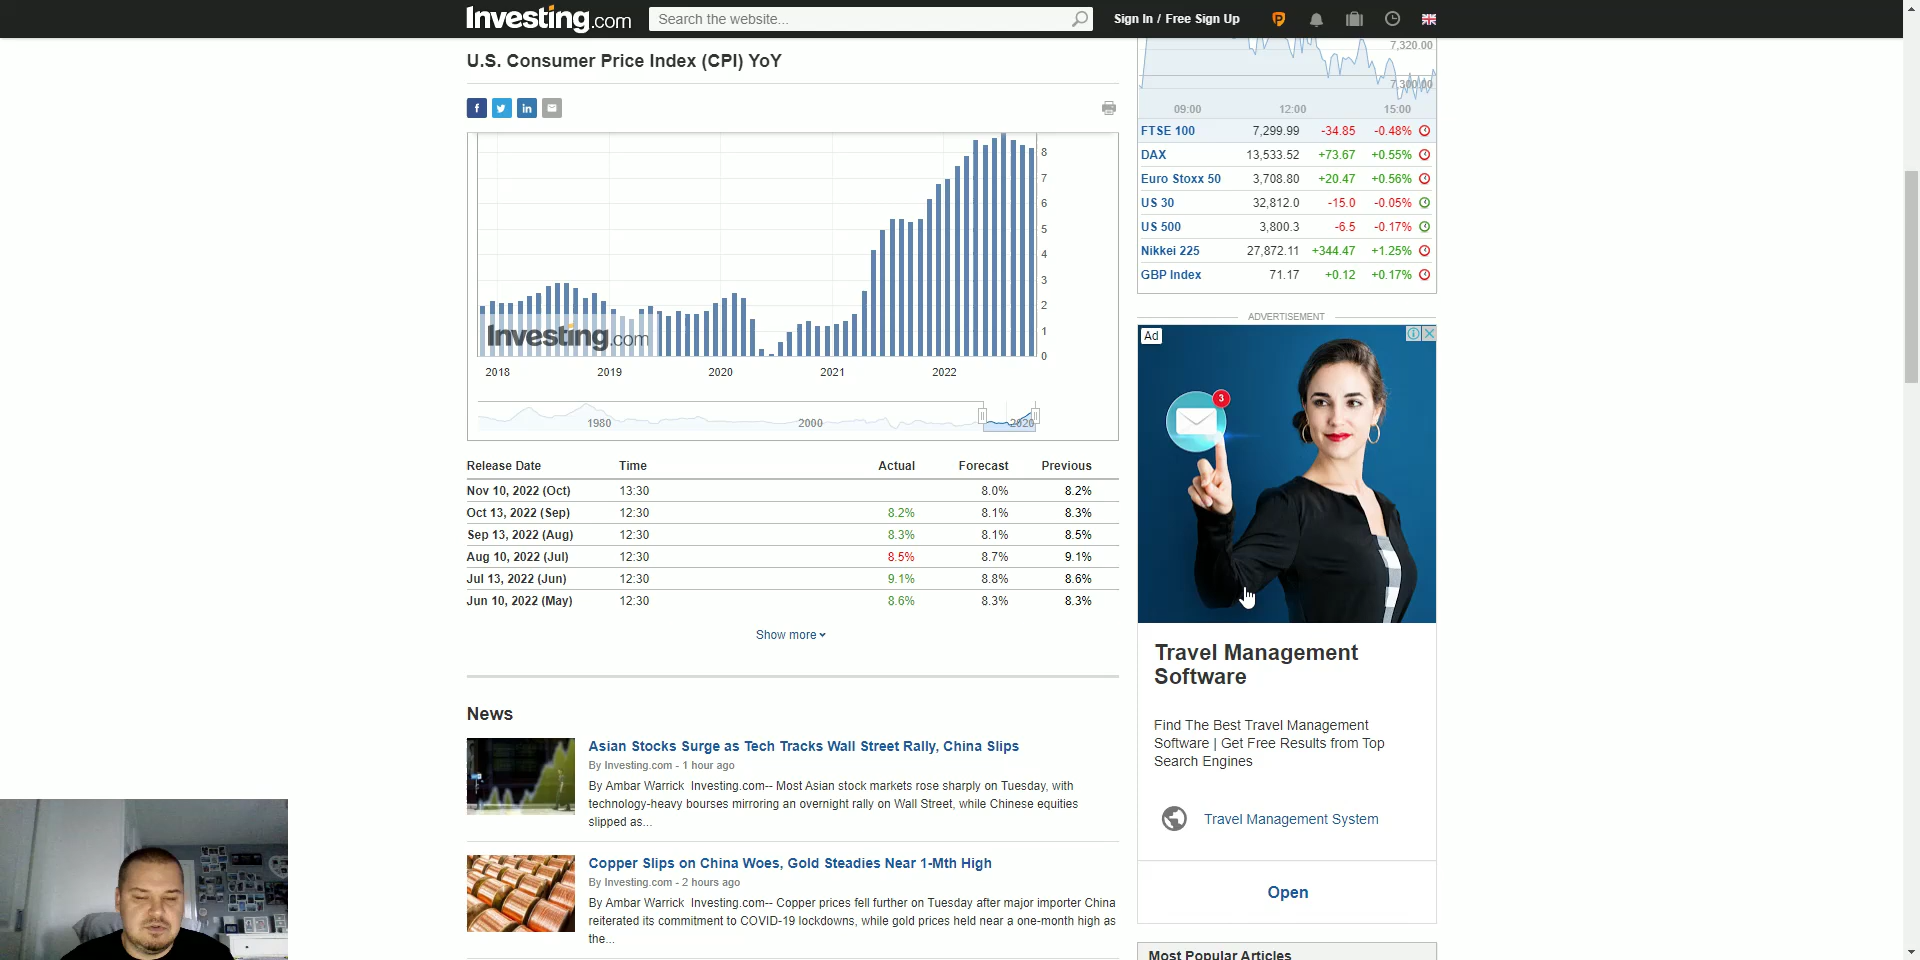 Investing.com
Search the website...
Sign In / Free Sign Up
U.S. Consumer Price Index (CPI) YoY
8
7
6
5
4
3
2
1
0
Investing.com
2018 2019 2020 2021 2022
1980 2000 2020
Release Date Time Actual Forecast Previous
Nov 10, 2022 (Oct) 13:30 8.0% 8.2%
Oct 13, 2022 (Sep) 12:30 8.2% 8.1% 8.3%
Sep 13, 2022 (Aug) 12:30 8.3% 8.1% 8.5%
Aug 10, 2022 (Jul) 12:30 8.5% 8.7% 9.1%
Jul 13, 2022 (Jun) 12:30 9.1% 8.8% 8.6%
Jun 10, 2022 (May) 12:30 8.6% 8.3% 8.3%
Show more
News
Asian Stocks Surge as Tech Tracks Wall Street Rally, China Slips
By Investing.com - 1 hour ago
By Ambar Warrick Investing.com-- Most Asian stock markets rose sharply on Tuesday, with
technology-heavy bourses mirroring an overnight rally on Wall Street, while Chinese equities
slipped as...
Copper Slips on China Woes, Gold Steadies Near 1-Mth High
By Investing.com - 2 hours ago
By Ambar Warrick Investing.com-- Copper prices fell further on Tuesday after major importer China
reiterated its commitment to COVID-19 lockdowns, while gold prices held near a one-month high as
the...
7,320.00
7,300.00
09:00 12:00 15:00
FTSE 100 7,299.99 -34.85 -0.48%
DAX 13,533.52 +73.67 +0.55%
Euro Stoxx 50 3,708.80 +20.47 +0.56%
US 30 32,812.0 -15.0 -0.05%
US 500 3,800.3 -6.5 -0.17%
Nikkei 225 27,872.11 +344.47 +1.25%
GBP Index 71.17 +0.12 +0.17%
ADVERTISEMENT
Ad
3
Travel Management
Software
Find The Best Travel Management
Software | Get Free Results from Top
Search Engines
Travel Management System
Open
Most Popular Articles